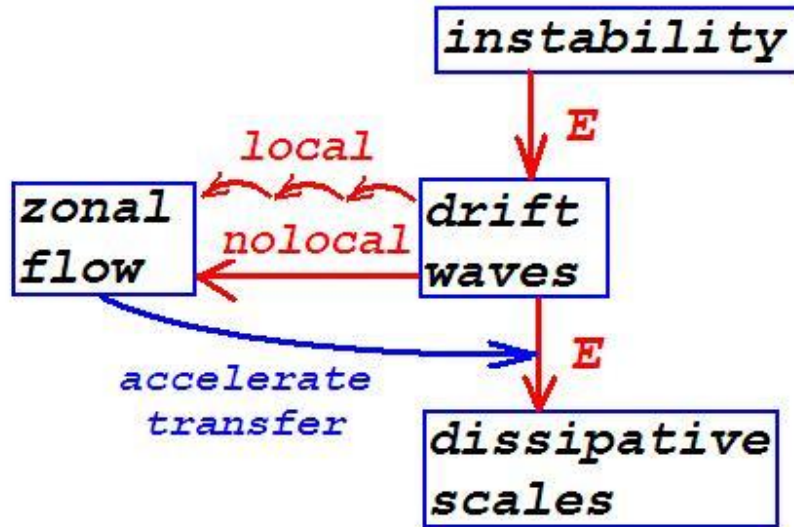 instability
E
local
zonal
flow
nolocal
drift
waves
E
accelerate
transfer
dissipative
scales